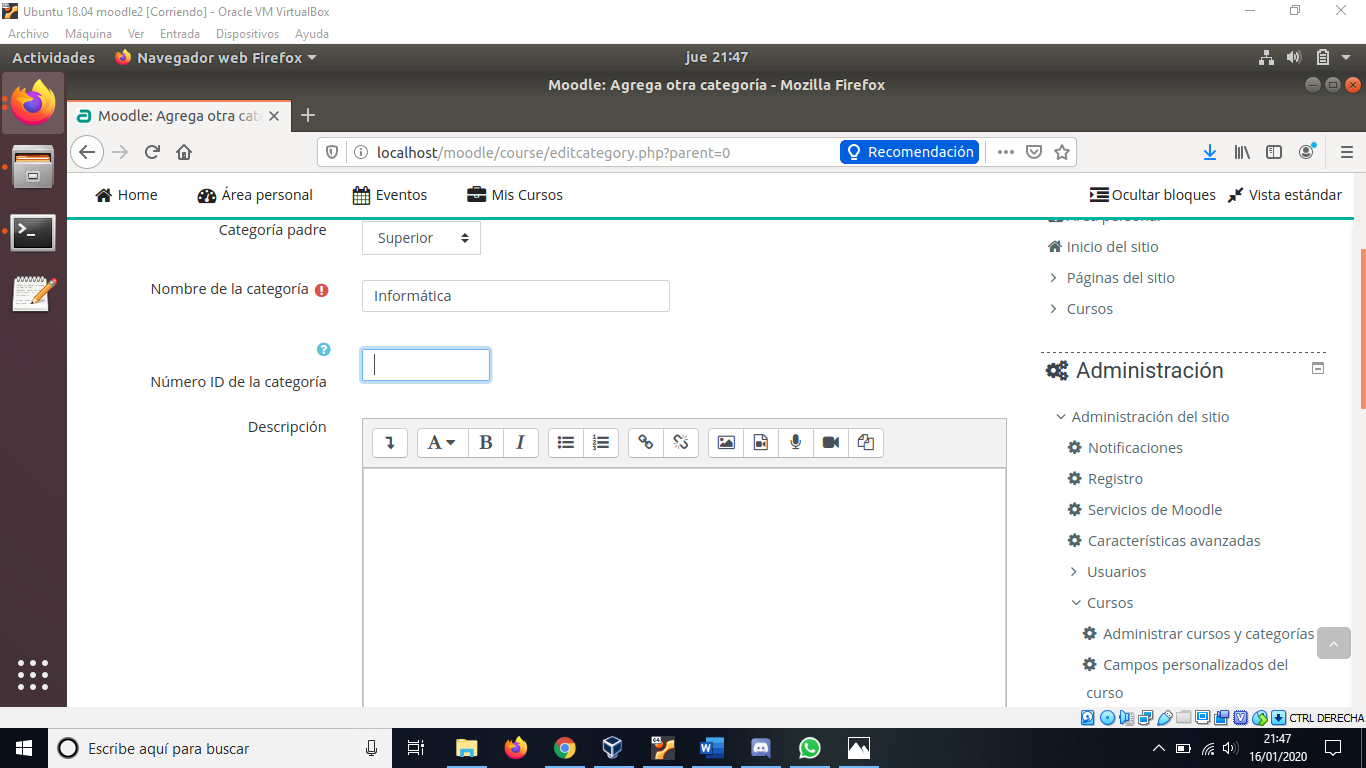 Ubuntu 18.04 moodle2 [Corriendo] - Oracle VM VirtualBox
Archivo Máquina Ver Entrada Dispositivos Ayuda
Actividades Navegador web Firefox jue 21:47
Moodle: Agrega otra categoría - Mozilla Firefox
Moodle: Agrega otra cate
localhost/moodle/course/editcategory.php?parent=0 Recomendación
Home Área personal Eventos Mis Cursos Ocultar bloques Vista estándar
Categoría padre Superior
Nombre de la categoría Informática
Número ID de la categoría
Descripción
A B I
Área personal
Inicio del sitio
Páginas del sitio
Cursos
Administración
Administración del sitio
Notificaciones
Registro
Servicios de Moodle
Características avanzadas
Usuarios
Cursos
Administrar cursos y categorías
Campos personalizados del
curso
CTRL DERECHA
Escribe aquí para buscar
21:47
16/01/2020